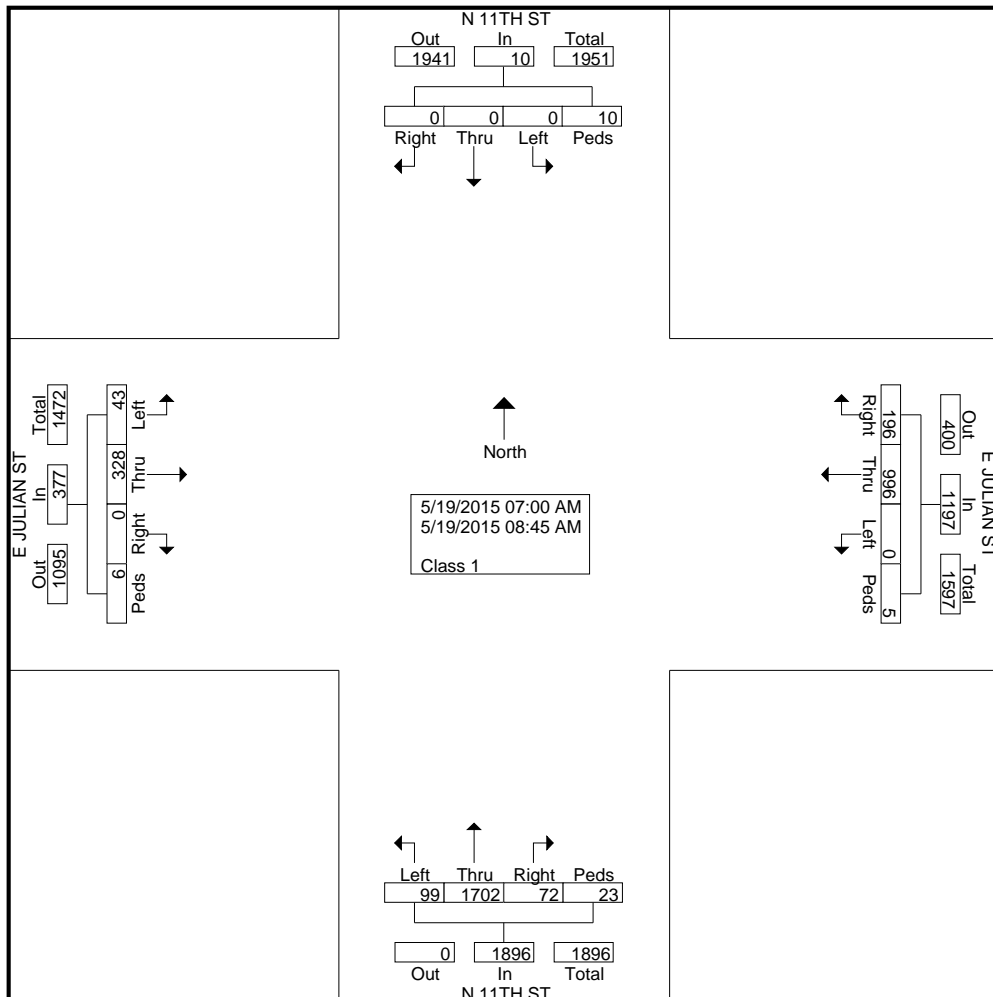 N 11TH ST
Out In Total
1941 10 1951
0 0 0 10
Right Thru Left Peds
E JULIAN ST
Total In Out
1472 377 1095
43 328 0 6
Left Thru Right Peds
North
5/19/2015 07:00 AM
5/19/2015 08:45 AM
Class 1
Right Thru Left Peds
196 996 0 5
Out In Total
400 1197 1597
E JULIAN ST
Left Thru Right Peds
99 1702 72 23
0 1896 1896
Out In Total
N 11TH ST